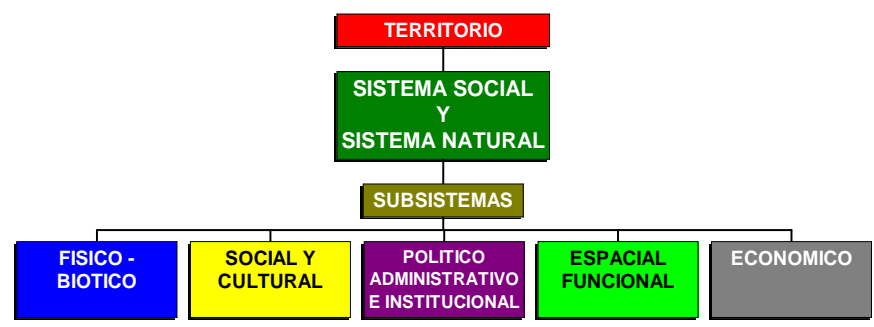 TERRITORIO
SISTEMA SOCIAL
Y
SISTEMA NATURAL
SUBSISTEMAS
FISICO -
BIOTICO
SOCIAL Y
CULTURAL
POLITICO
ADMINISTRATIVO
E INSTITUCIONAL
ESPACIAL
FUNCIONAL
ECONOMICO